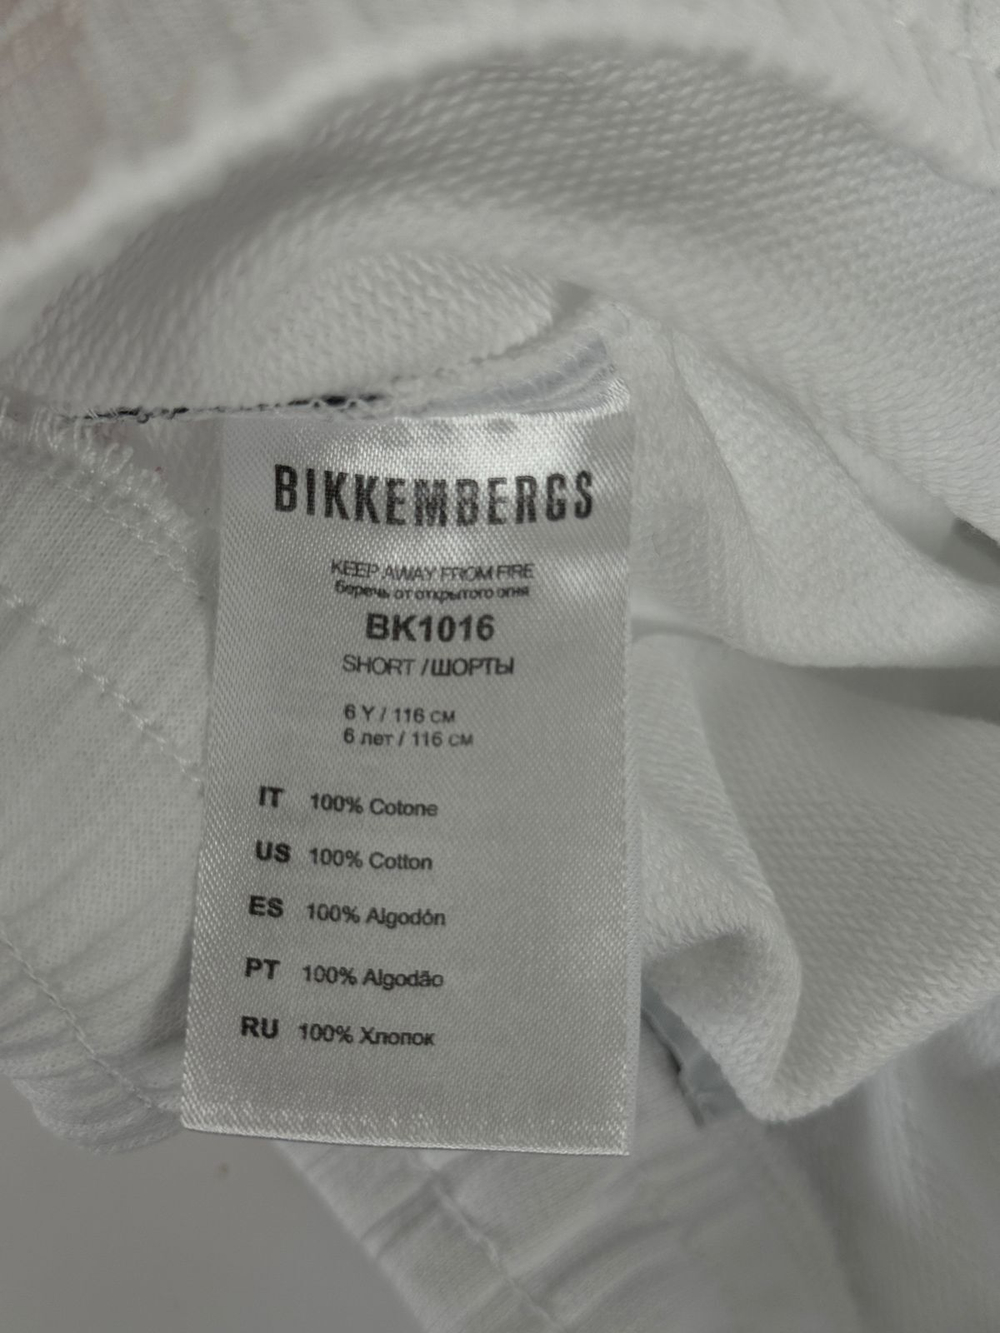 BIKKEMBERGS
KEEP AWAY FROM FIRE
беречь от открытого огня
BK1016
SHORT /ШОРТЫ
6 Y / 116 CM
6 лет / 116 CM
IT 100% Cotone
US 100% Cotton
ES 100% Algodón
PT 100% Algodão
RU 100% Хлопок